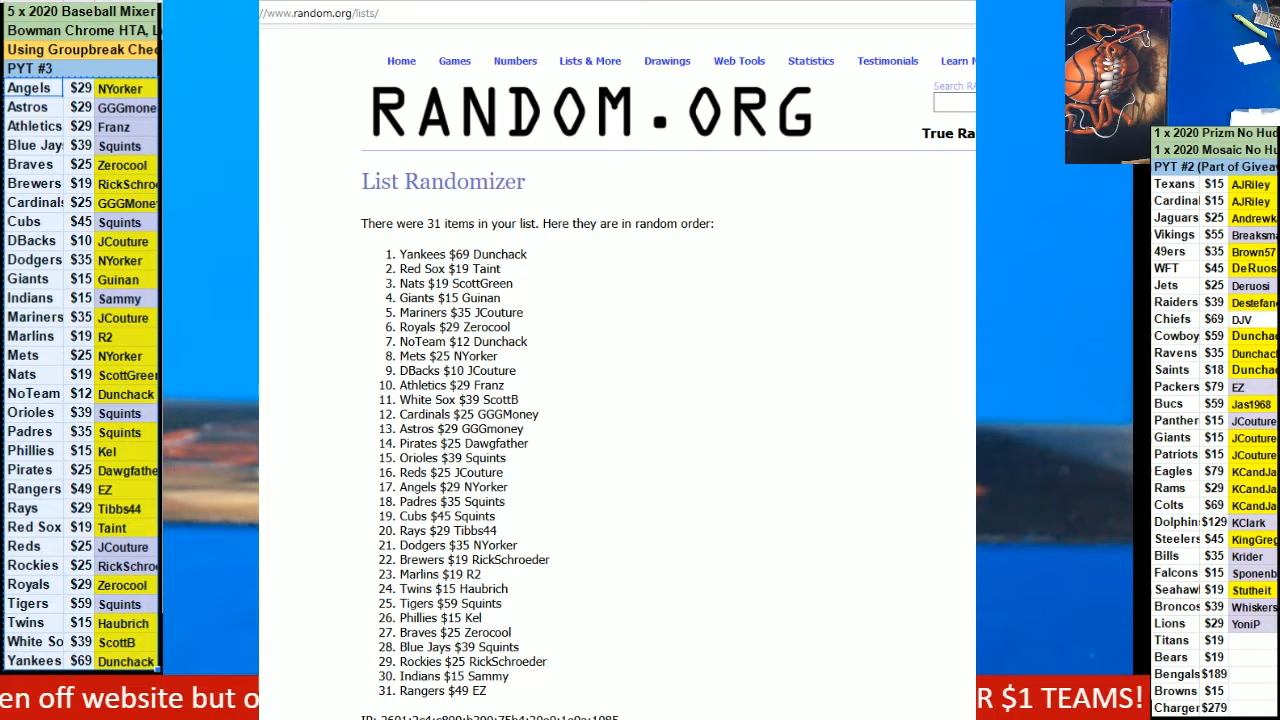 5 x 2020 Baseball Mixer
Bowman Chrome HTA, L
Using Groupbreak Chec
PYT #3
Angels $29 NYorker
Astros $29 GGGmone
Athletics $29 Franz
Blue Jay $39 Squints
Braves $25 Zerocool
Brewers $19 RickSchroe
Cardinals $25 GGGMoney
Cubs $45 Squints
DBacks $10 JCouture
Dodgers $35 NYorker
Giants $15 Guinan
Indians $15 Sammy
Mariners $35 JCouture
Marlins $19 R2
Mets $25 NYorker
Nats $19 ScottGreen
NoTeam $12 Dunchack
Orioles $39 Squints
Padres $35 Squints
Phillies $15 Kel
Pirates $25 Dawgfathe
Rangers $49 EZ
Rays $29 Tibbs44
Red Sox $19 Taint
Reds $25 JCouture
Rockies $25 RickSchroe
Royals $29 Zerocool
Tigers $59 Squints
Twins $15 Haubrich
White So $39 ScottB
Yankees $69 Dunchack
//www.random.org/lists/
Home Games Numbers Lists & More Drawings Web Tools Statistics Testimonials Learn M
Search RA
RANDOM.ORG
True Ra
List Randomizer
There were 31 items in your list. Here they are in random order:
1. Yankees $69 Dunchack
2. Red Sox $19 Taint
3. Nats $19 ScottGreen
4. Giants $15 Guinan
5. Mariners $35 JCouture
6. Royals $29 Zerocool
7. NoTeam $12 Dunchack
8. Mets $25 NYorker
9. DBacks $10 JCouture
10. Athletics $29 Franz
11. White Sox $39 ScottB
12. Cardinals $25 GGGMoney
13. Astros $29 GGGmoney
14. Pirates $25 Dawgfather
15. Orioles $39 Squints
16. Reds $25 JCouture
17. Angels $29 NYorker
18. Padres $35 Squints
19. Cubs $45 Squints
20. Rays $29 Tibbs44
21. Dodgers $35 NYorker
22. Brewers $19 RickSchroeder
23. Marlins $19 R2
24. Twins $15 Haubrich
25. Tigers $59 Squints
26. Phillies $15 Kel
27. Braves $25 Zerocool
28. Blue Jays $39 Squints
29. Rockies $25 RickSchroeder
30. Indians $15 Sammy
31. Rangers $49 EZ
1 x 2020 Prizm No Hud
1 x 2020 Mosaic No Hu
PYT #2 (Part of Giveaw
Texans $15 AJRiley
Cardinal $15 AJRiley
Jaguars $25 Andrewk
Vikings $55 Breaksma
49ers $35 Brown57
WFT $45 DeRuos
Jets $25 Deruosi
Raiders $39 Destefan
Chiefs $69 DJV
Cowboy $59 Dunchac
Ravens $35 Dunchack
Saints $18 Dunchac
Packers $79 EZ
Bucs $59 Jas1968
Panther $15 JCouture
Giants $15 JCouture
Patriots $15 JCouture
Eagles $79 KCandJa
Rams $29 KCandJa
Colts $69 KCandJa
Dolphin $129 KClark
Steelers $45 KingGreg
Bills $35 Krider
Falcons $15 Sponenb
Seahaw $19 Stutheit
Broncos $39 Whiskers
Lions $29 YoniP
Titans $19
Bears $19
Bengals $189
Browns $15
Charger $279
en off website but o
R $1 TEAMS!